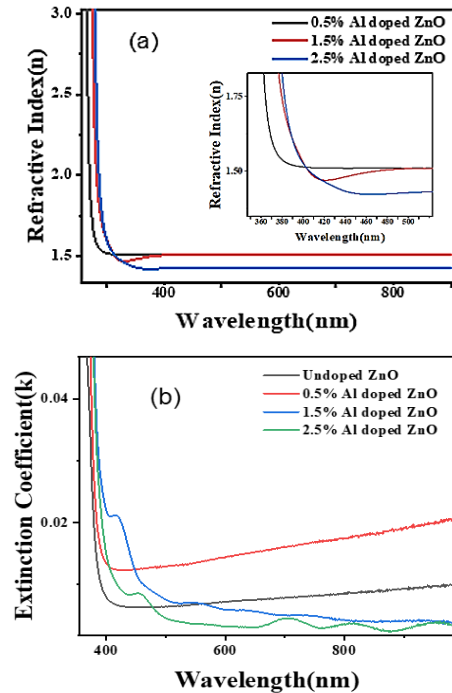 (a)
0.5% Al doped ZnO
1.5% Al doped ZnO
2.5% Al doped ZnO
Refractive Index(n)
3.0
2.5
2.0
1.5
400 600 800
Wavelength(nm)
Refractive Index(n)
1.75
1.50
360 380 400 420 440 460 480 500
Wavelength(nm)
(b)
Undoped ZnO
0.5% Al doped ZnO
1.5% Al doped ZnO
2.5% Al doped ZnO
Extinction Coefficient(k)
0.04
0.02
400 600 800
Wavelength(nm)